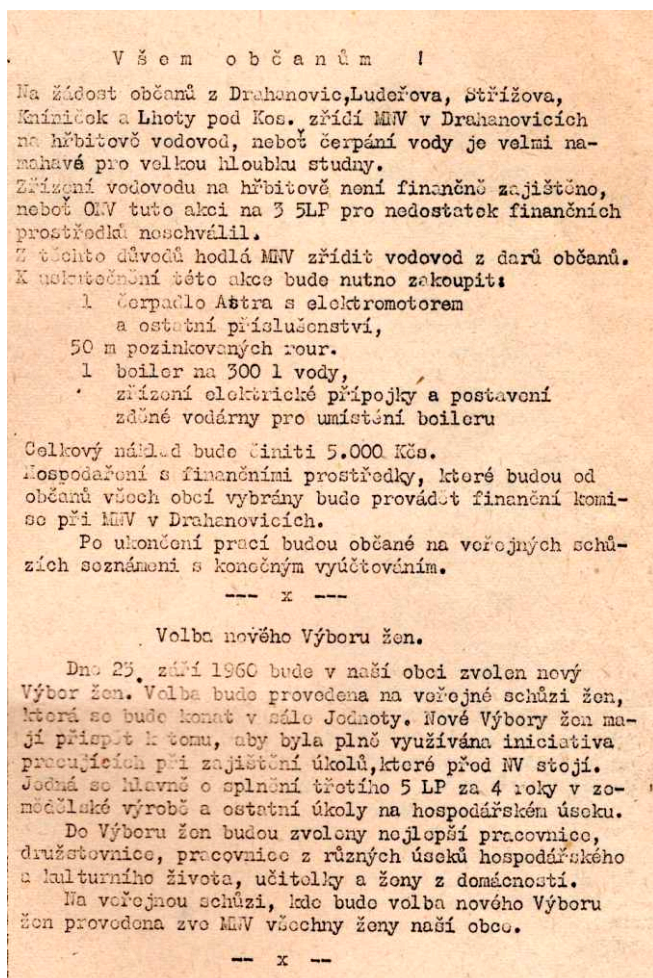 V š e m   o b č a n ů m   !
Na žádost občanů z Drahanovic,Luděřova, Střížova,
Kníniček a Lhoty pod Kos. zřídí MNV v Drahanovicích
na hřbitově vodovod, neboť čerpání vody je velmi na-
mahavá pro velkou hloubku studny.
Zřízení vodovodu na hřbitově není finančně zajištěno,
neboť ONV tuto akci na 3 5LP pro nedostatek finančních
prostředků neschválil.
Z těchto důvodů hodlá MNV zřídit vodovod z darů občanů.
K uskutečnění této akce bude nutno zakoupit:
1 čerpadlo Astra s elektromotorem
a ostatní příslušenství,
50 m pozinkovaných rour.
1 boiler na 300 l vody,
zřízení elektrické přípojky a postavení
zděné vodárny pro umístění boileru
Celkový náklad bude činiti 5.000 Kčs.
Hospodaření s finančními prostředky, které budou od
občanů všech obcí vybrány bude provádět finanční komi-
se při MNV v Drahanovicích.
Po ukončení prací budou občané na veřejných schů-
zích seznámeni s konečným vyúčtováním.
--- x ---
Volba nového Výboru žen.
Dne 25. září 1960 bude v naší obci zvolen nový
Výbor žen. Volba bude provedena na veřejné schůzi žen,
která se bude konat v sále Jednoty. Nové Výbory žen ma-
jí přispět k tomu, aby byla plně využívána iniciativa
pracujících při zajištění úkolů,které před NV stojí.
Jedná se hlavně o splnění třetího 5 LP za 4 roky v ze-
mědělské výrobě a ostatní úkoly na hospodářském úseku.
Do Výboru žen budou zvoleny nejlepší pracovnice,
družstevnice, pracovnice z různých úseků hospodářského
a kulturního života, učitelky a ženy z domácností.
Na veřejnou schůzi, kde bude volba nového Výboru
žen provedena zve MNV všechny ženy naší obce.
-- x --